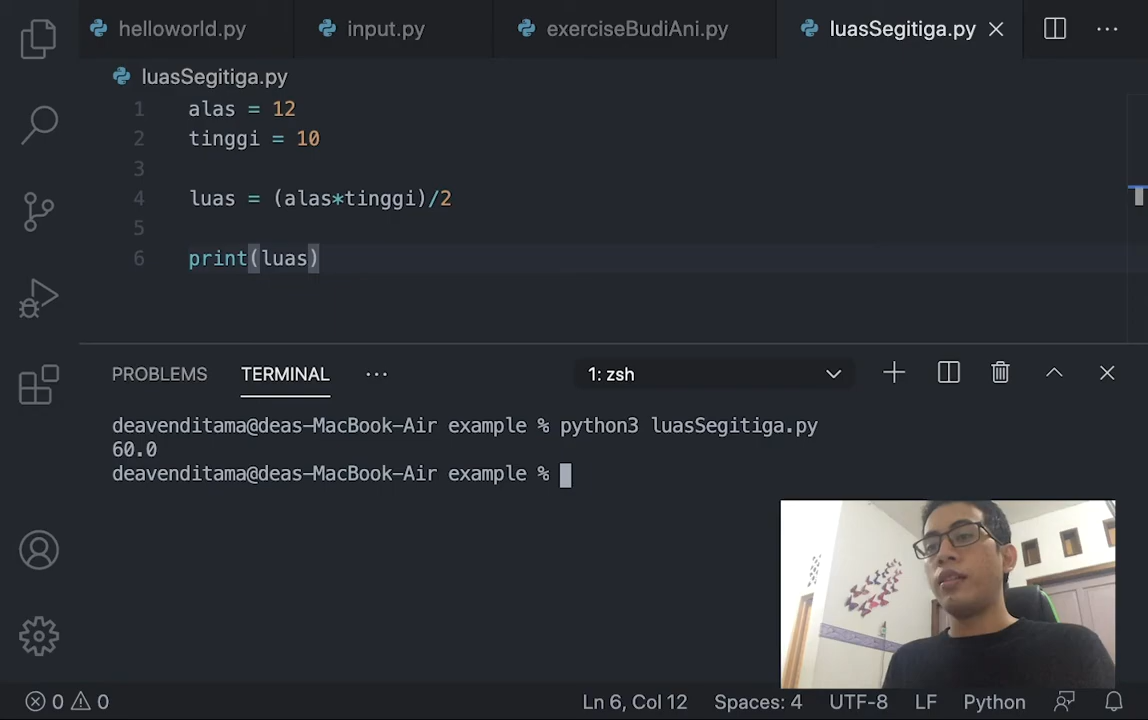 helloworld.py input.py exerciseBudiAni.py luasSegitiga.py
luasSegitiga.py
1 alas = 12
2 tinggi = 10
3
4 luas = (alas*tinggi)/2
5
6 print(luas)
PROBLEMS TERMINAL 1: zsh
deavenditama@deas-MacBook-Air example % python3 luasSegitiga.py
60.0
deavenditama@deas-MacBook-Air example %
0 0 Ln 6, Col 12 Spaces: 4 UTF-8 LF Python